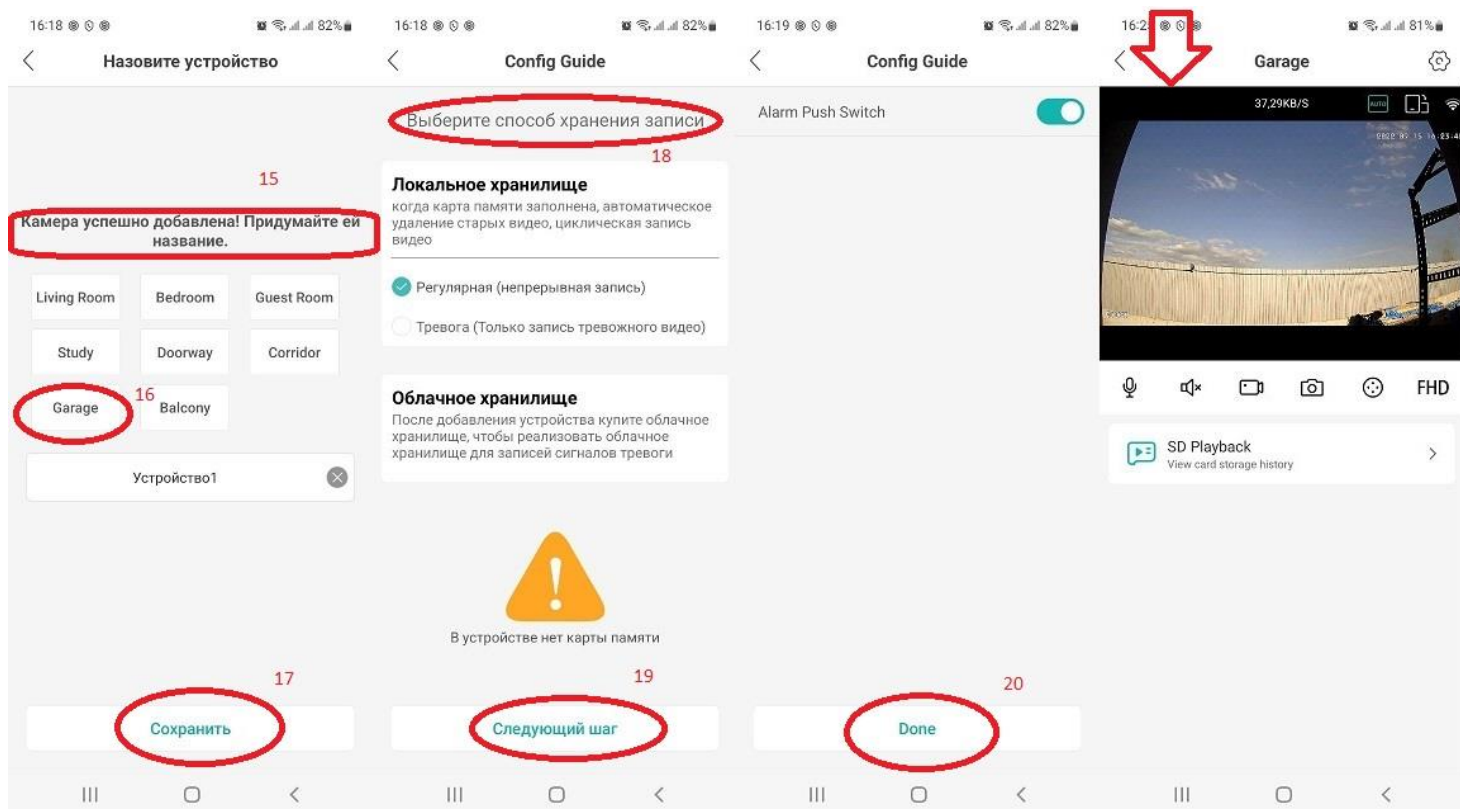 16:18
82%
Назовите устройство
15
Камера успешно добавлена! Придумайте ей
название.
Living Room
Bedroom
Guest Room
Study
Doorway
Corridor
16
Garage
Balcony
Устройство1
17
Сохранить
16:18
82%
Config Guide
Выберите способ хранения записи
18
Локальное хранилище
когда карта памяти заполнена, автоматическое
удаление старых видео, циклическая запись
видео
Регулярная (непрерывная запись)
Тревога (Только запись тревожного видео)
Облачное хранилище
После добавления устройства купите облачное
хранилище, чтобы реализовать облачное
хранилище для записей сигналов тревоги
В устройстве нет карты памяти
19
Следующий шаг
16:19
82%
Config Guide
Alarm Push Switch
20
Done
81%
Garage
37,29KB/S
AUTO
FHD
SD Playback
View card storage history